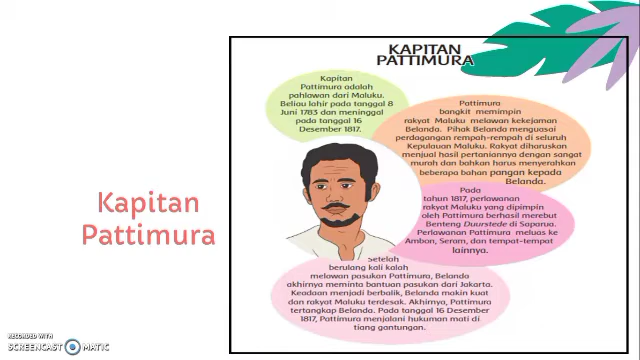 KAPITAN
PATTIMURA
Kapitan
Pattimura adalah
pahlawan dari Maluku.
Beliau lahir pada tanggal 8
Juni 1783 dan meninggal
pada tanggal 16
Desember 1817.
Pattimura
bangkit memimpin
rakyat Maluku melawan kekejaman
Belanda. Pihak Belanda menguasai
perdagangan rempah-rempah di seluruh
Kepulauan Maluku. Rakyat diharuskan
menjual hasil pertaniannya dengan sangat
murah dan bahkan harus menyerahkan
beberapa bahan pangan kepada
Belanda.
Pada
tahun 1817, perlawanan
rakyat Maluku yang dipimpin
oleh Pattimura berhasil merebut
Benteng Duurstede di Saparua.
Perlawanan Pattimura meluas ke
Ambon, Seram, dan tempat-tempat
lainnya.
Setelah
berulang kali kalah
melawan pasukan Pattimura, Belanda
akhirnya meminta bantuan pasukan dari Jakarta.
Keadaan menjadi berbalik, Belanda makin kuat
dan rakyat Maluku terdesak. Akhirnya, Pattimura
tertangkap Belanda. Pada tanggal 16 Desember
1817, Pattimura menjalani hukuman mati di
tiang gantungan.
Kapitan
Pattimura
RECORDED WITH
SCREENCAST MATIC